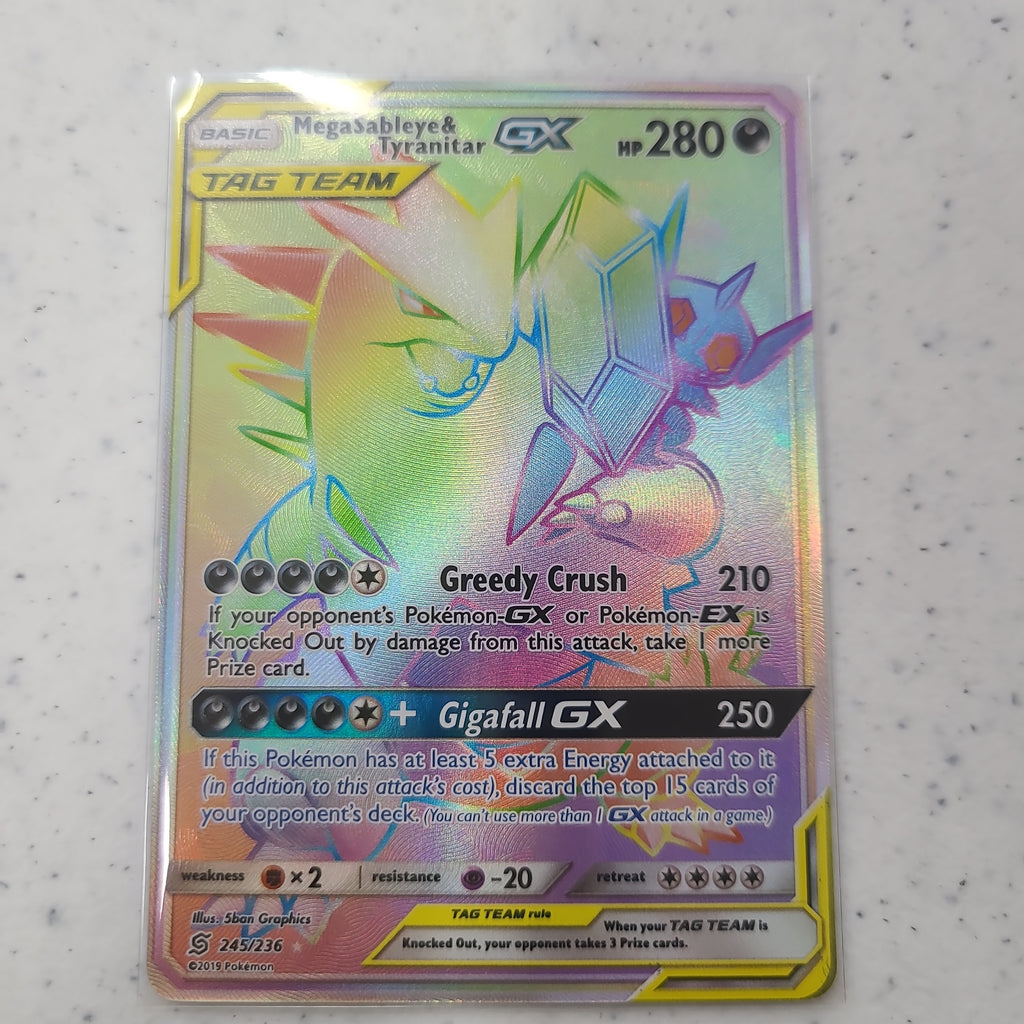 BASIC
MegaSableye&
Tyranitar GX
HP 280
TAG TEAM
Greedy Crush 210
If your opponent's Pokémon-GX or Pokémon-EX is
Knocked Out by damage from this attack, take 1 more
Prize card.
+ Gigafall GX 250
If this Pokémon has at least 5 extra Energy attached to it
(in addition to this attack's cost), discard the top 15 cards of
your opponent's deck. (You can't use more than 1 GX attack in a game.)
weakness ×2 resistance -20 retreat
Illus. 5ban Graphics
245/236
©2019 Pokémon
TAG TEAM rule
When your TAG TEAM is
Knocked Out, your opponent takes 3 Prize cards.